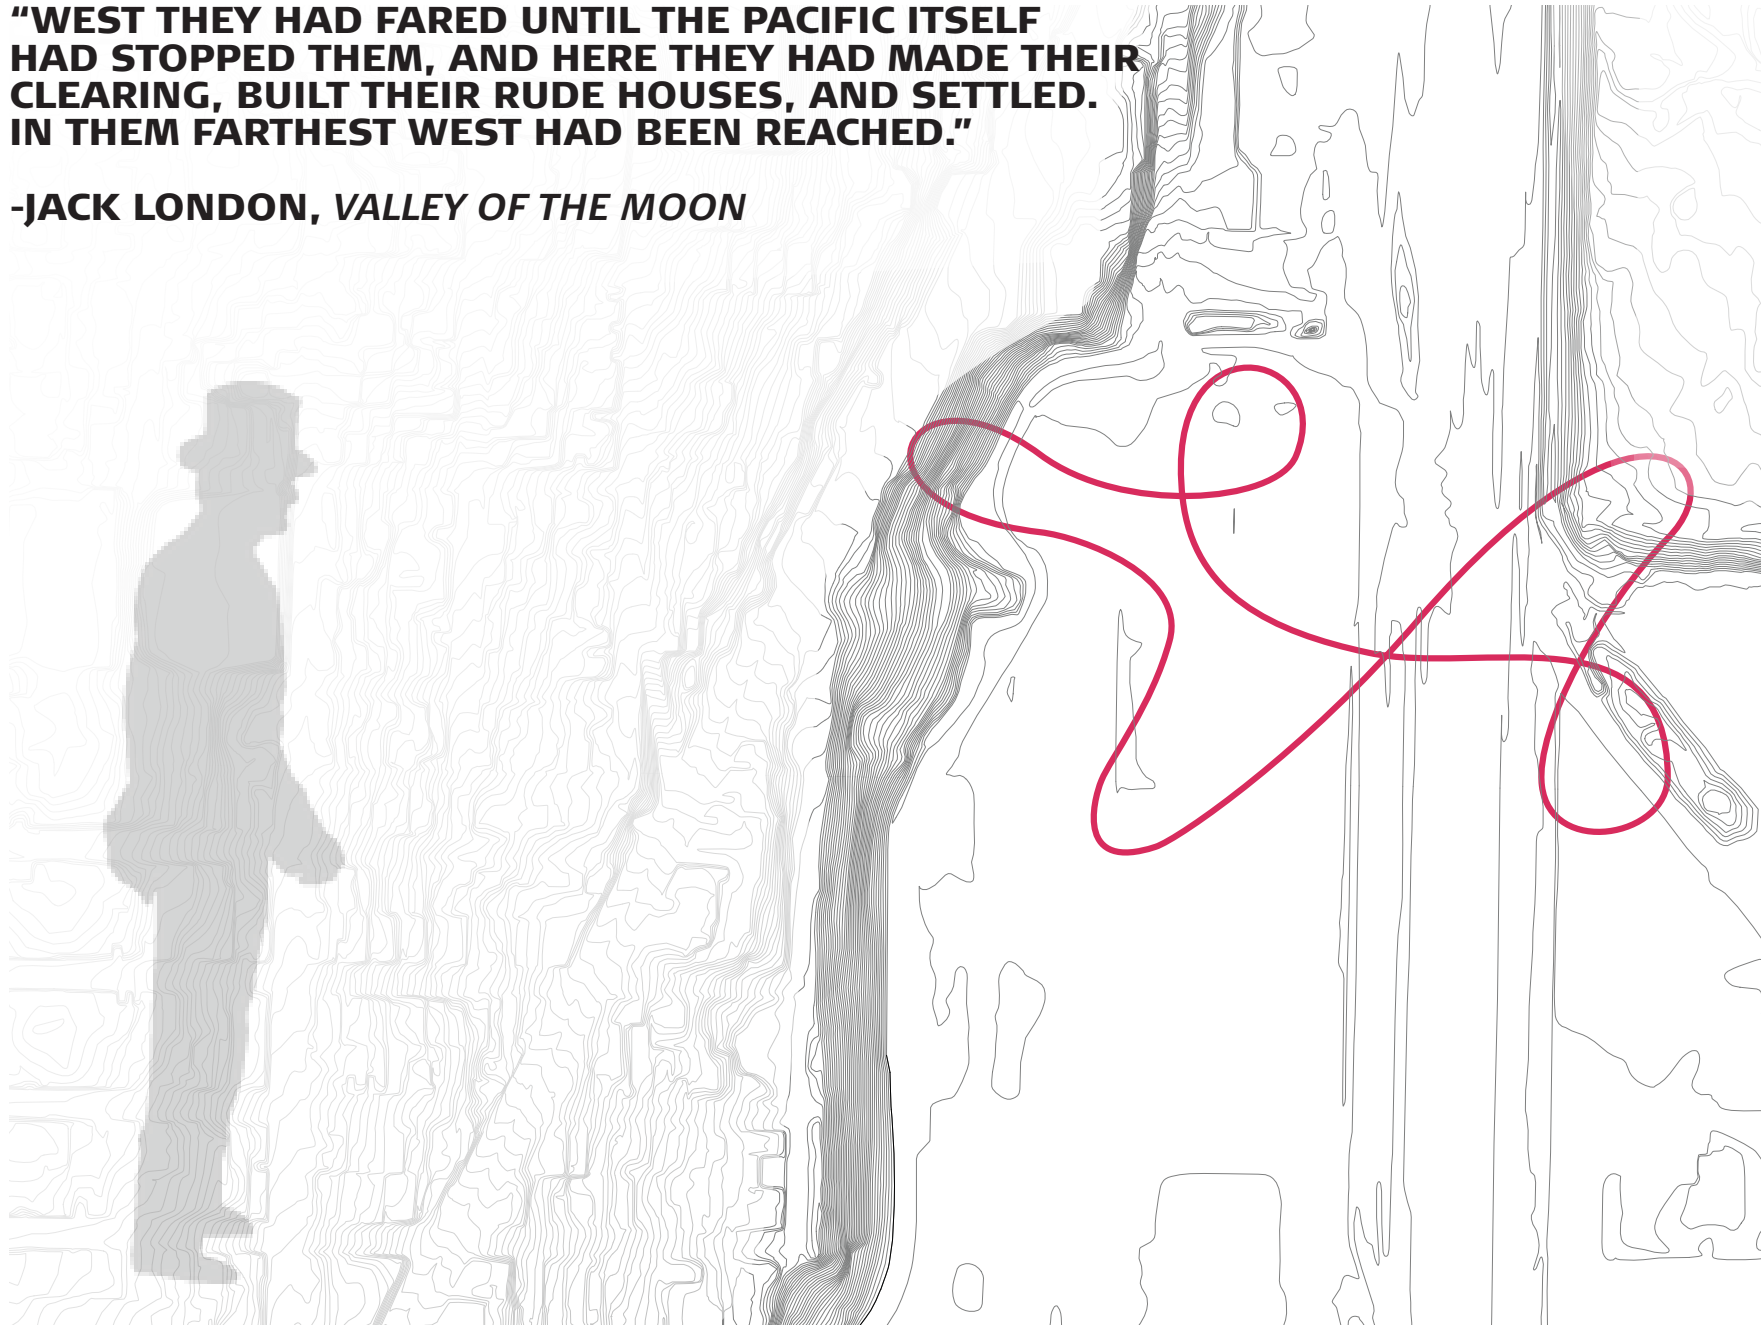 “WEST THEY HAD FARED UNTIL THE PACIFIC ITSELF
HAD STOPPED THEM, AND HERE THEY HAD MADE THEIR
CLEARING, BUILT THEIR RUDE HOUSES, AND SETTLED.
IN THEM FARTHEST WEST HAD BEEN REACHED.”
-JACK LONDON, VALLEY OF THE MOON